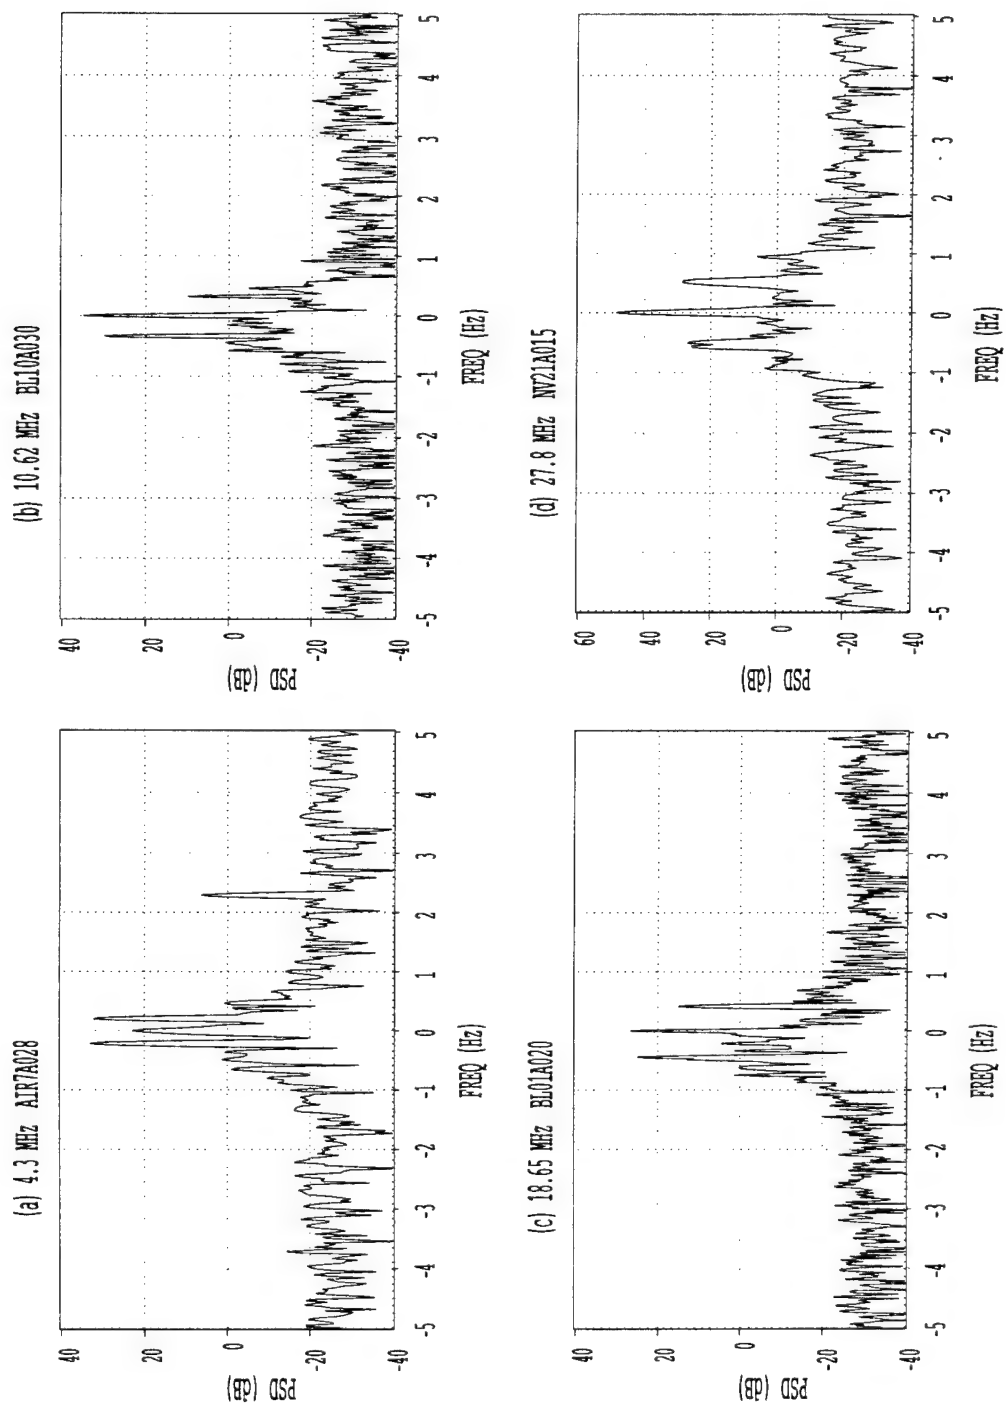 (a) 4.3 MHz AIR7A028
40
20
0
-20
-40
PSD (dB)
-5 -4 -3 -2 -1 0 1 2 3 4 5
FREQ (Hz)
(b) 10.62 MHz BL10A030
40
20
0
-20
-40
PSD (dB)
-5 -4 -3 -2 -1 0 1 2 3 4 5
FREQ (Hz)
(c) 18.65 MHz BL01A020
40
20
0
-20
-40
PSD (dB)
-5 -4 -3 -2 -1 0 1 2 3 4 5
FREQ (Hz)
(d) 27.8 MHz NV21A015
60
40
20
0
-20
-40
PSD (dB)
-5 -4 -3 -2 -1 0 1 2 3 4 5
FREQ (Hz)